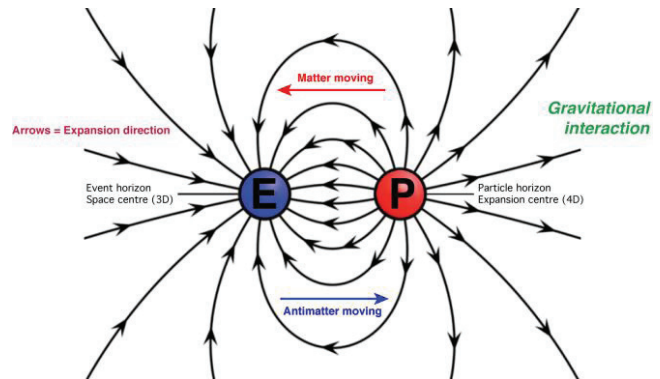 Matter moving
Gravitational
interaction
Arrows = Expansion direction
Event horizon
Space centre (3D)
E
P
Particle horizon
Expansion centre (4D)
Antimatter moving